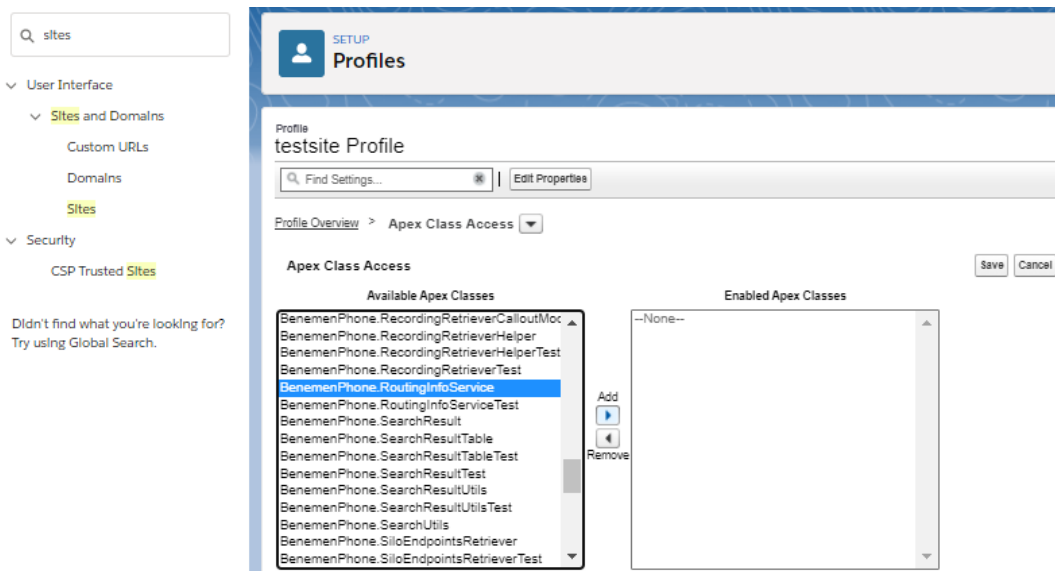 sites
User Interface
Sites and Domains
Custom URLs
Domains
Sites
Security
CSP Trusted Sites
Didn't find what you're looking for?
Try using Global Search.
SETUP
Profiles
Profile
testsite Profile
Find Settings...
Edit Properties
Profile Overview > Apex Class Access
Apex Class Access
Save Cancel
Available Apex Classes
BenemenPhone.RecordingRetrieverCalloutMoc
BenemenPhone.RecordingRetrieverHelper
BenemenPhone.RecordingRetrieverHelperTest
BenemenPhone.RecordingRetrieverTest
BenemenPhone.RoutingInfoService
BenemenPhone.RoutingInfoServiceTest
BenemenPhone.SearchResult
BenemenPhone.SearchResultTable
BenemenPhone.SearchResultTableTest
BenemenPhone.SearchResultTest
BenemenPhone.SearchResultUtils
BenemenPhone.SearchResultUtilsTest
BenemenPhone.SearchUtils
BenemenPhone.SiloEndpointsRetriever
BenemenPhone.SiloEndpointsRetrieverTest
Add
Remove
Enabled Apex Classes
--None--